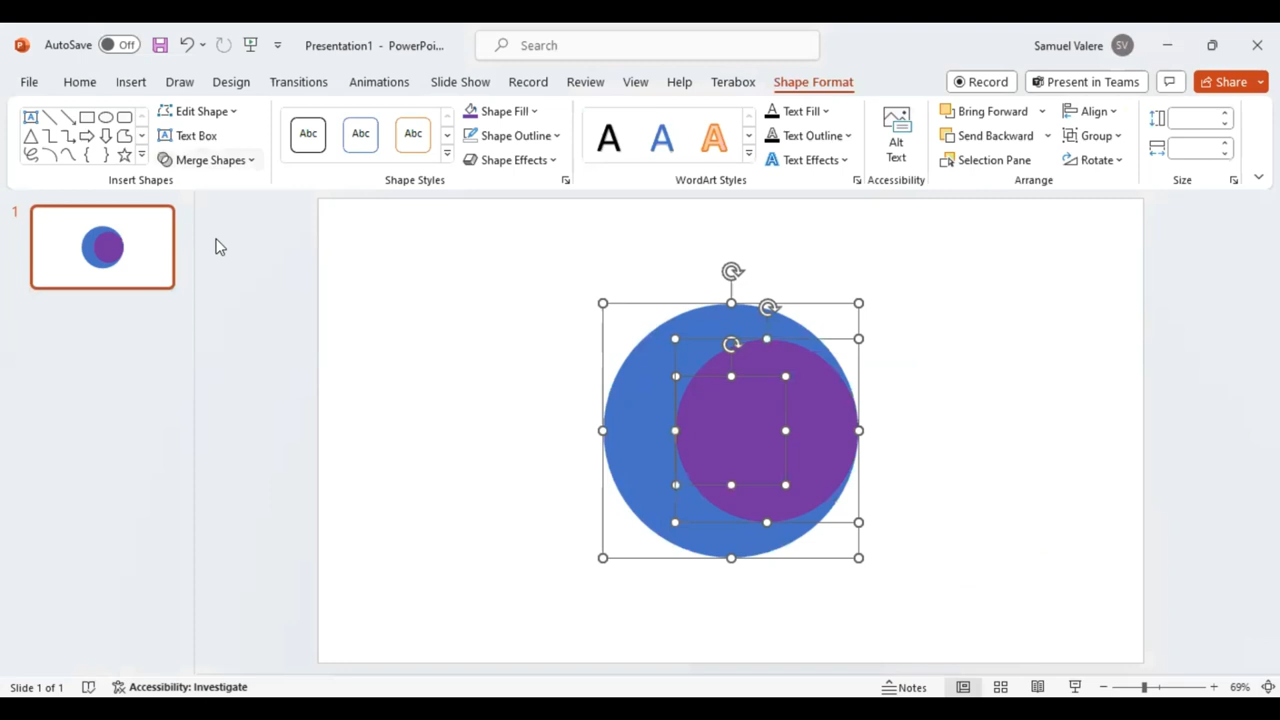 AutoSave Off Presentation1 - PowerPoi... Search Samuel Valere SV
File Home Insert Draw Design Transitions Animations Slide Show Record Review View Help Terabox Shape Format Record Present in Teams Share
Edit Shape
Text Box
Merge Shapes
Insert Shapes
Abc Abc Abc
Shape Fill
Shape Outline
Shape Effects
Shape Styles
A A A
Text Fill
Text Outline
Text Effects
WordArt Styles
Alt
Text
Accessibility
Bring Forward
Send Backward
Selection Pane
Align
Group
Rotate
Arrange
Size
1
Slide 1 of 1 Accessibility: Investigate Notes 69%